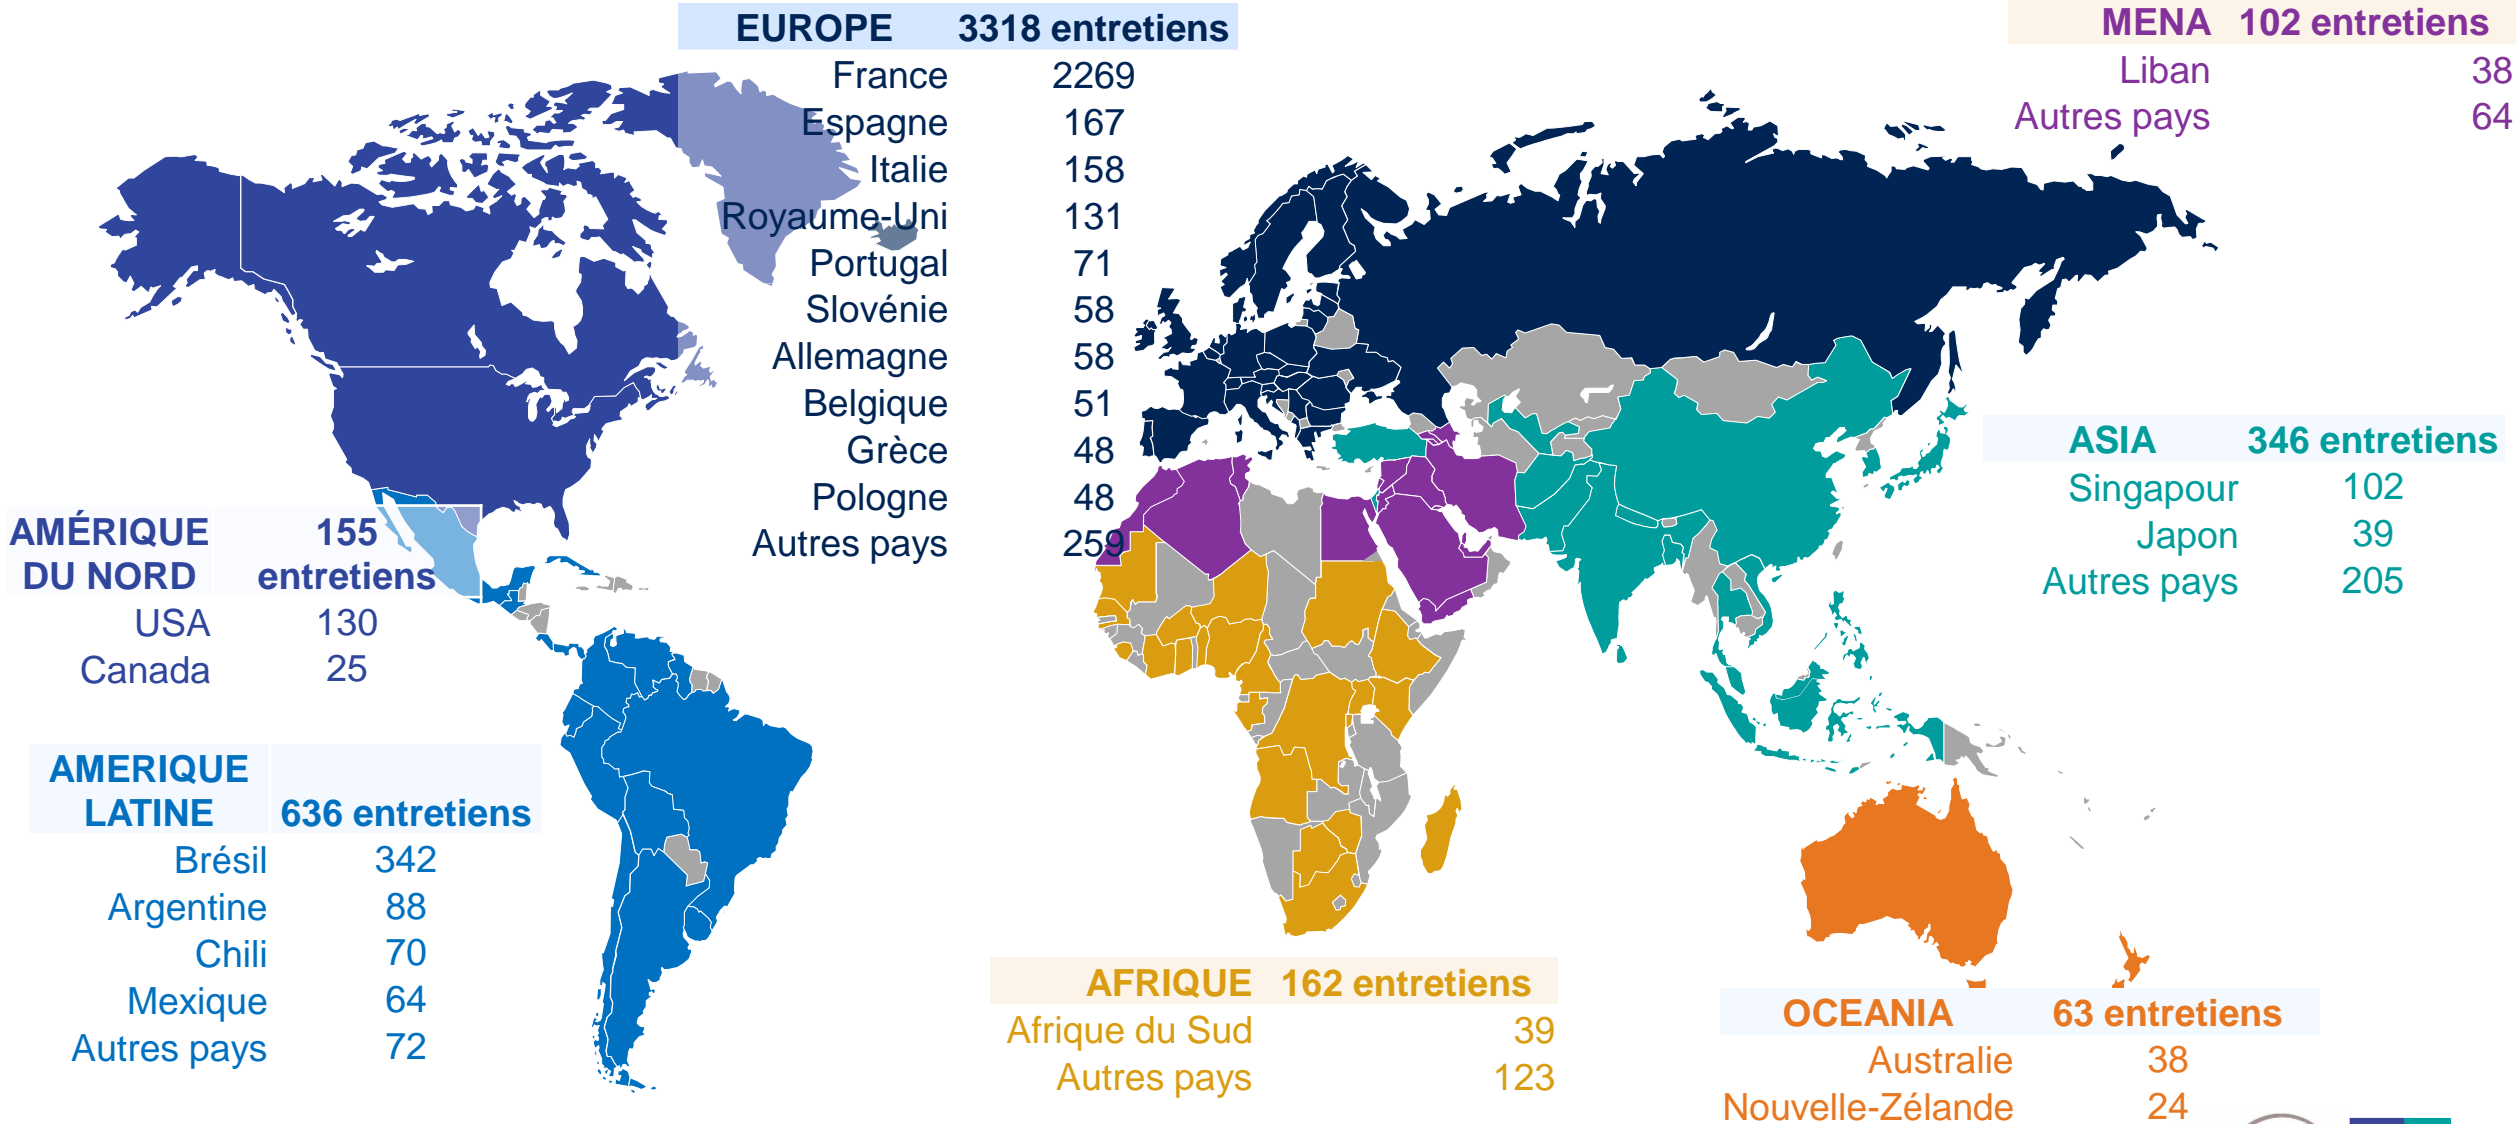 EUROPE 3318 entretiens
France 2269
Espagne 167
Italie 158
Royaume-Uni 131
Portugal 71
Slovénie 58
Allemagne 58
Belgique 51
Grèce 48
Pologne 48
Autres pays 259
MENA 102 entretiens
Liban 38
Autres pays 64
AMÉRIQUE 155
DU NORD entretiens
USA 130
Canada 25
ASIA 346 entretiens
Singapour 102
Japon 39
Autres pays 205
AMERIQUE
LATINE 636 entretiens
Brésil 342
Argentine 88
Chili 70
Mexique 64
Autres pays 72
AFRIQUE 162 entretiens
Afrique du Sud 39
Autres pays 123
OCEANIA 63 entretiens
Australie 38
Nouvelle-Zélande 24